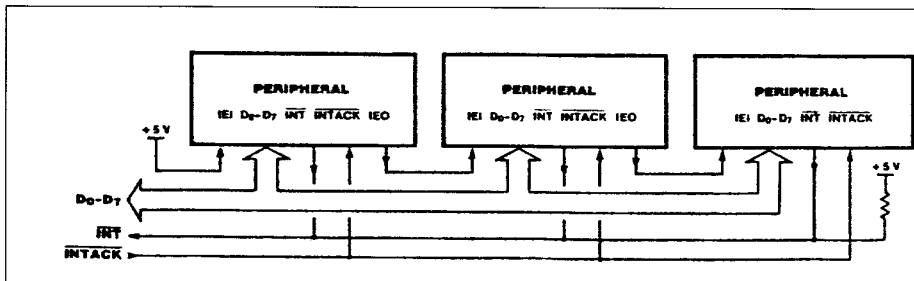 PERIPHERAL
IEI D0-D7 INT INTACK IEO
PERIPHERAL
IEI D0-D7 INT INTACK IEO
PERIPHERAL
IEI D0-D7 INT INTACK
+5V
+5V
D0-D7
INT
INTACK